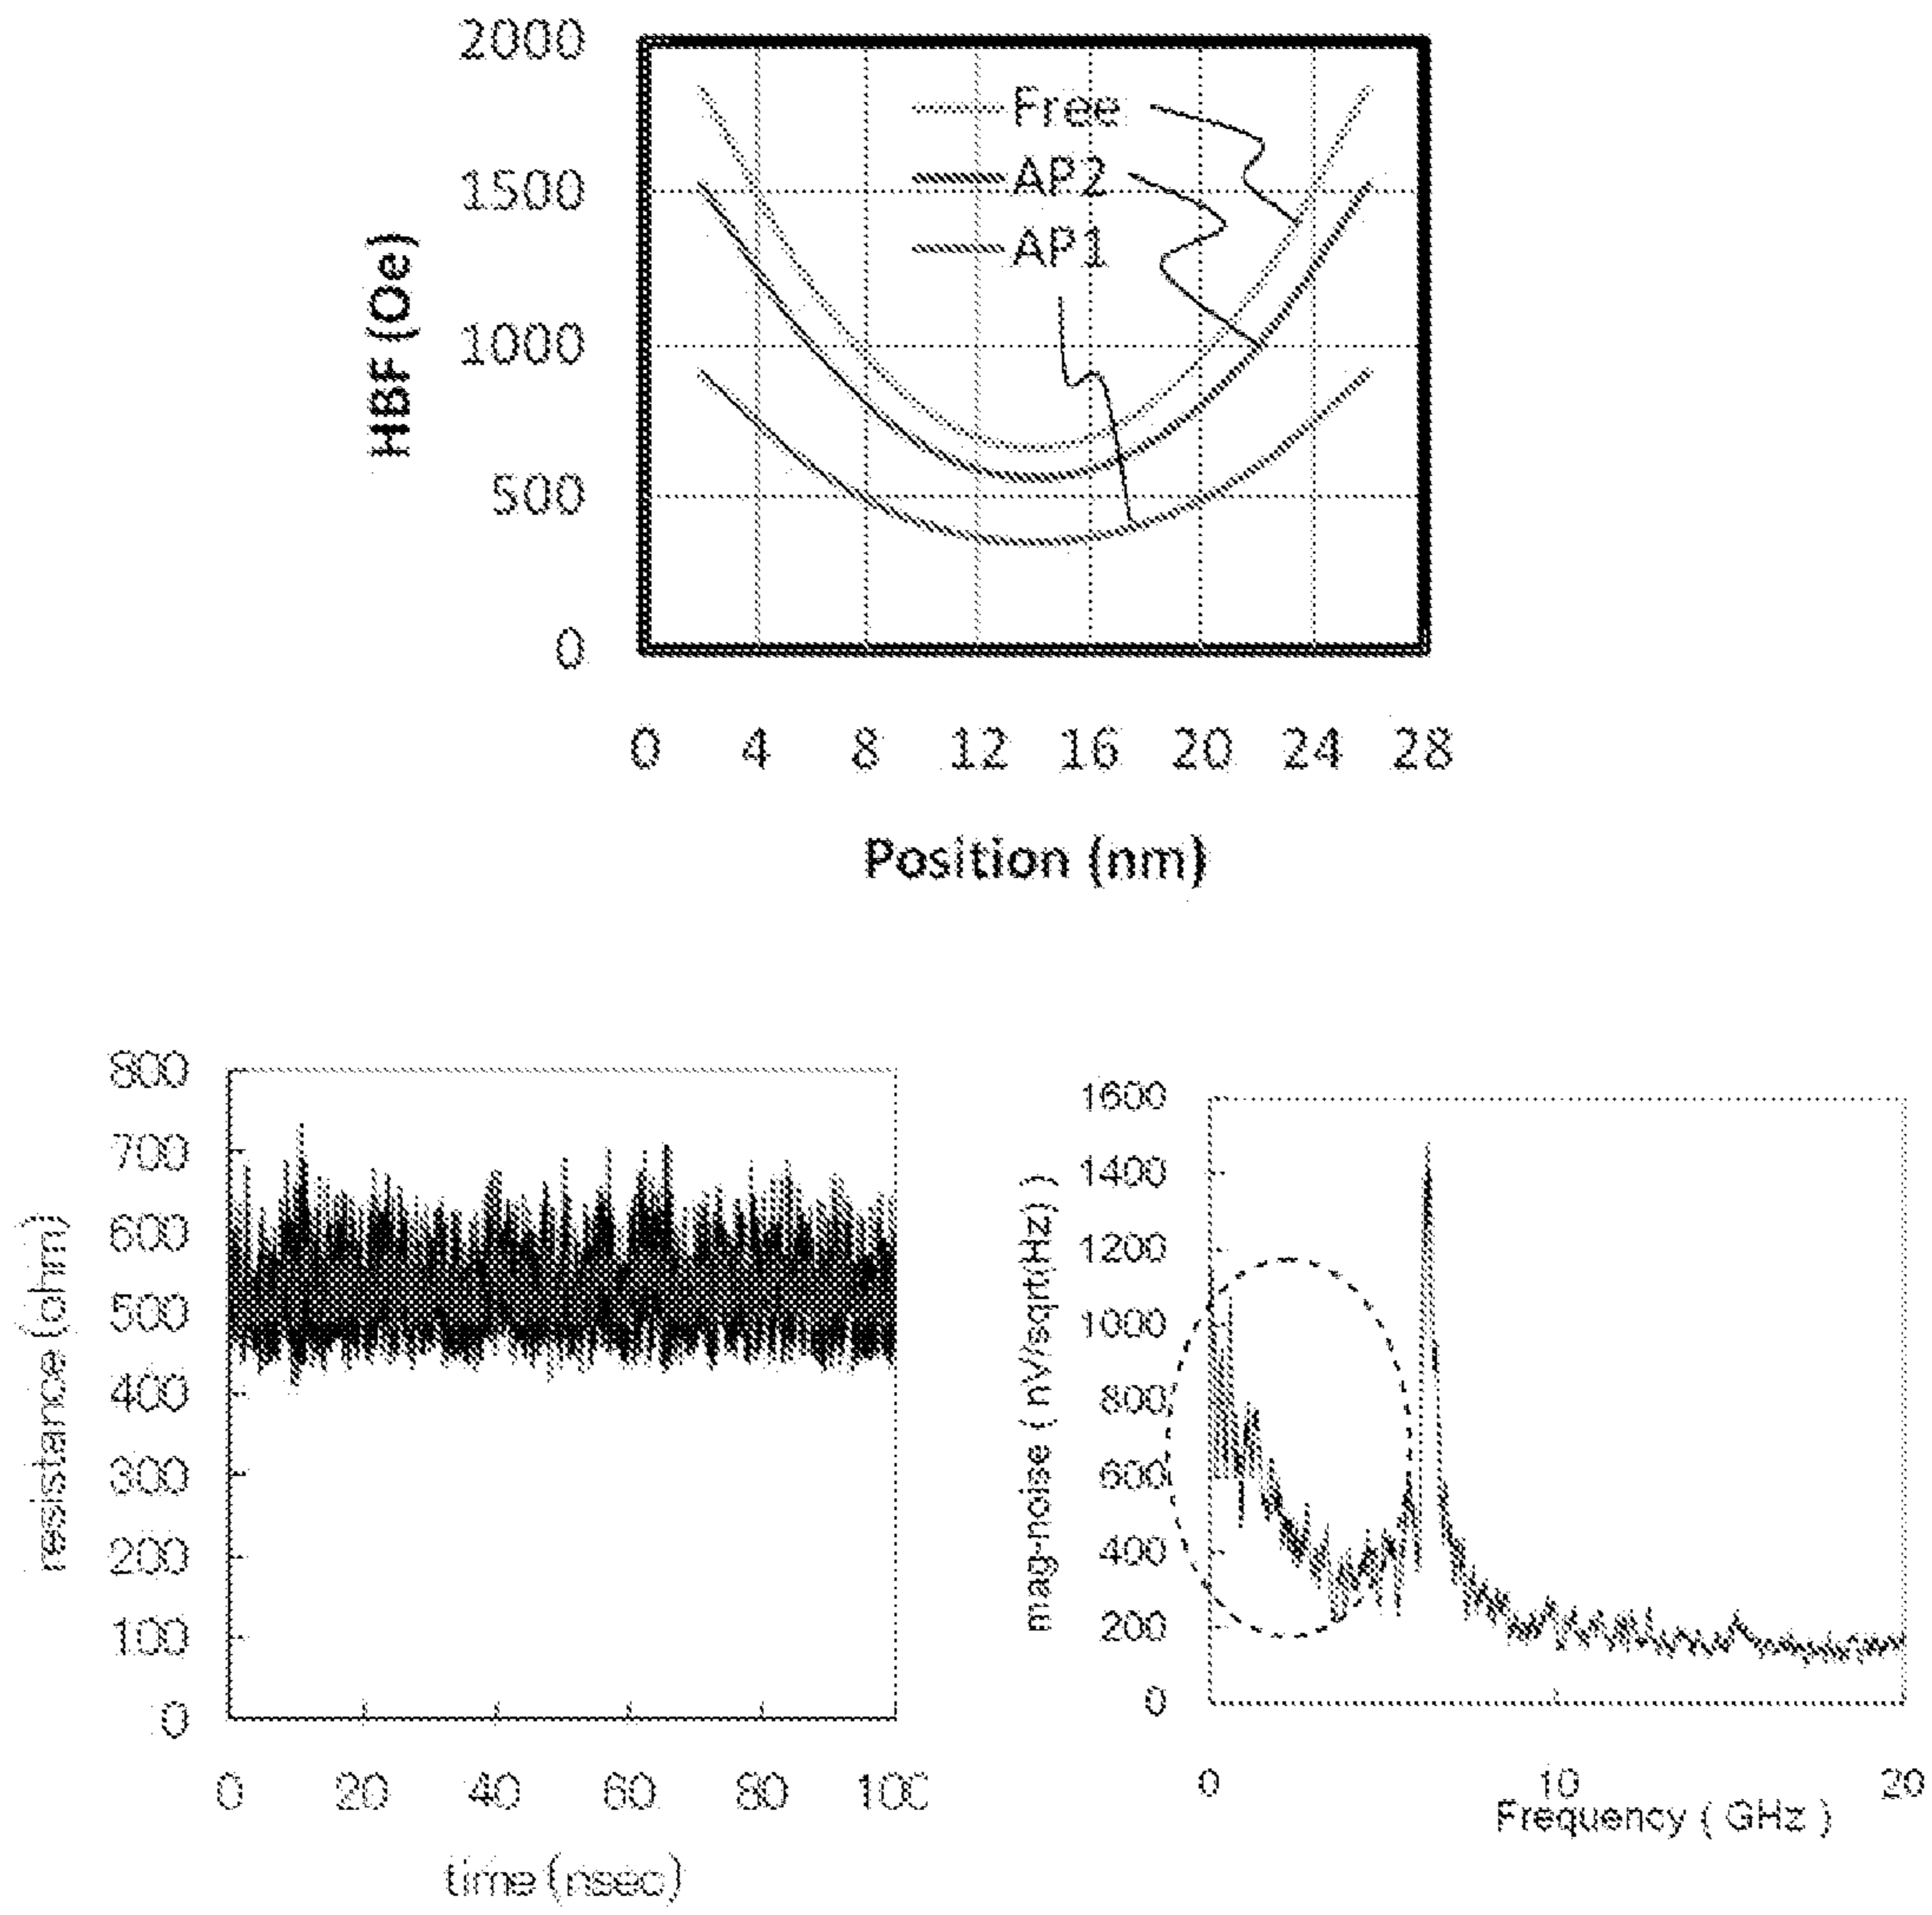 2000
1500
1000
500
0
HBF (Oe)
Free
AP2
AP1
0 4 8 12 16 20 24 28
Position (nm)
800
700
600
500
400
300
200
100
0
resistance (ohm)
0 20 40 60 80 100
time (nsec)
1600
1400
1200
1000
800
600
400
200
0
mag-noise ( nV/sqrt(Hz) )
0 10 20
Frequency ( GHz )